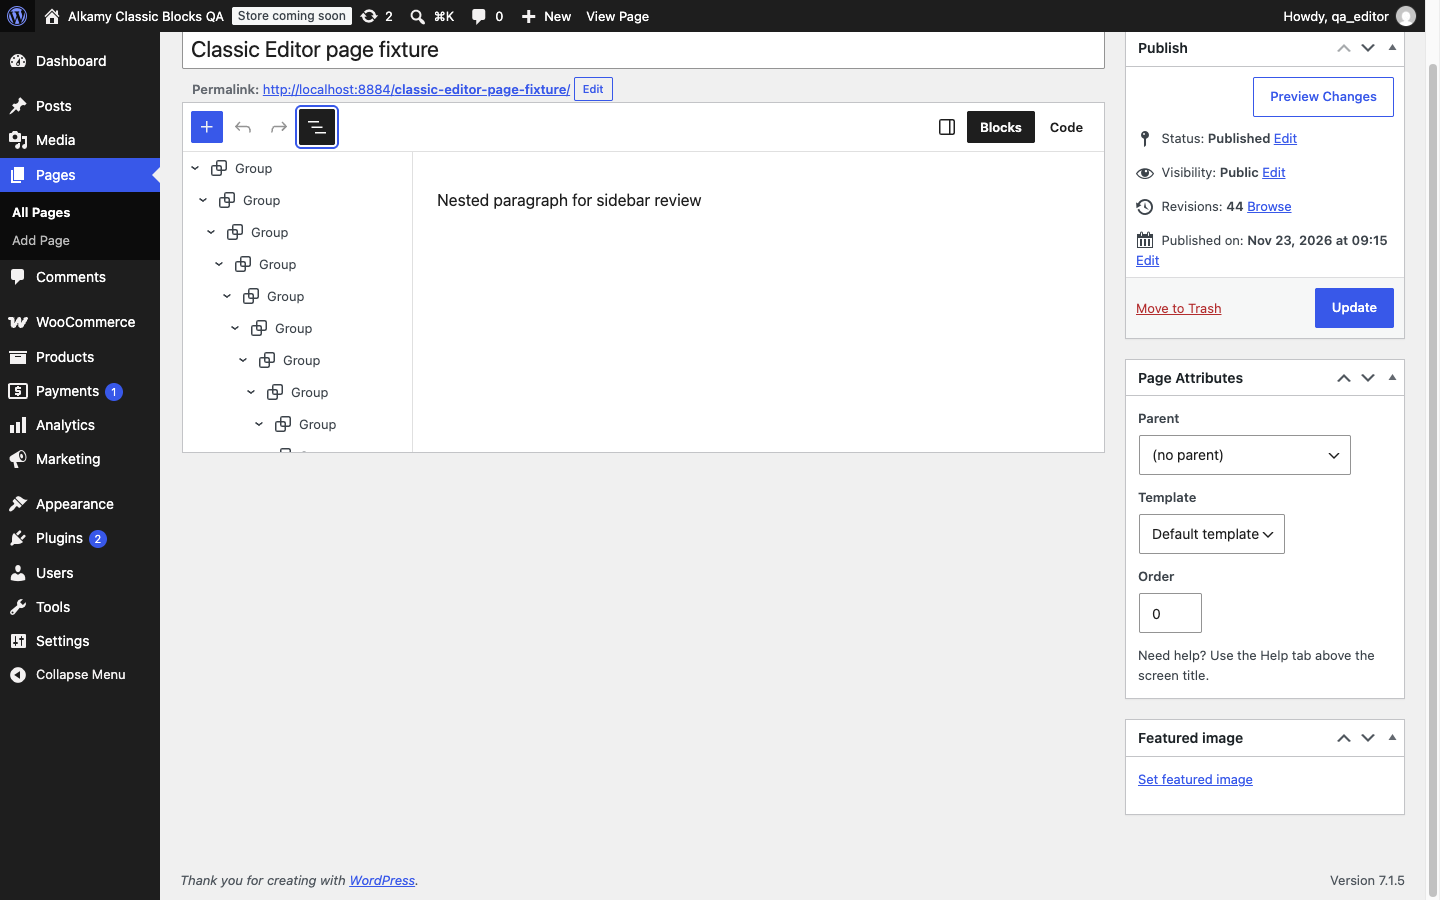 Alkamy Classic Blocks QA
Store coming soon
2
⌘K
0
New
View Page
Howdy, qa_editor
Dashboard
Posts
Media
Pages
All Pages
Add Page
Comments
WooCommerce
Products
Payments 1
Analytics
Marketing
Appearance
Plugins 2
Users
Tools
Settings
Collapse Menu
Classic Editor page fixture
Permalink: http://localhost:8884/classic-editor-page-fixture/ Edit
Blocks
Code
Group
Group
Group
Group
Group
Group
Group
Group
Group
Nested paragraph for sidebar review
Publish
Preview Changes
Status: Published Edit
Visibility: Public Edit
Revisions: 44 Browse
Published on: Nov 23, 2026 at 09:15
Edit
Move to Trash
Update
Page Attributes
Parent
(no parent)
Template
Default template
Order
0
Need help? Use the Help tab above the
screen title.
Featured image
Set featured image
Thank you for creating with WordPress.
Version 7.1.5